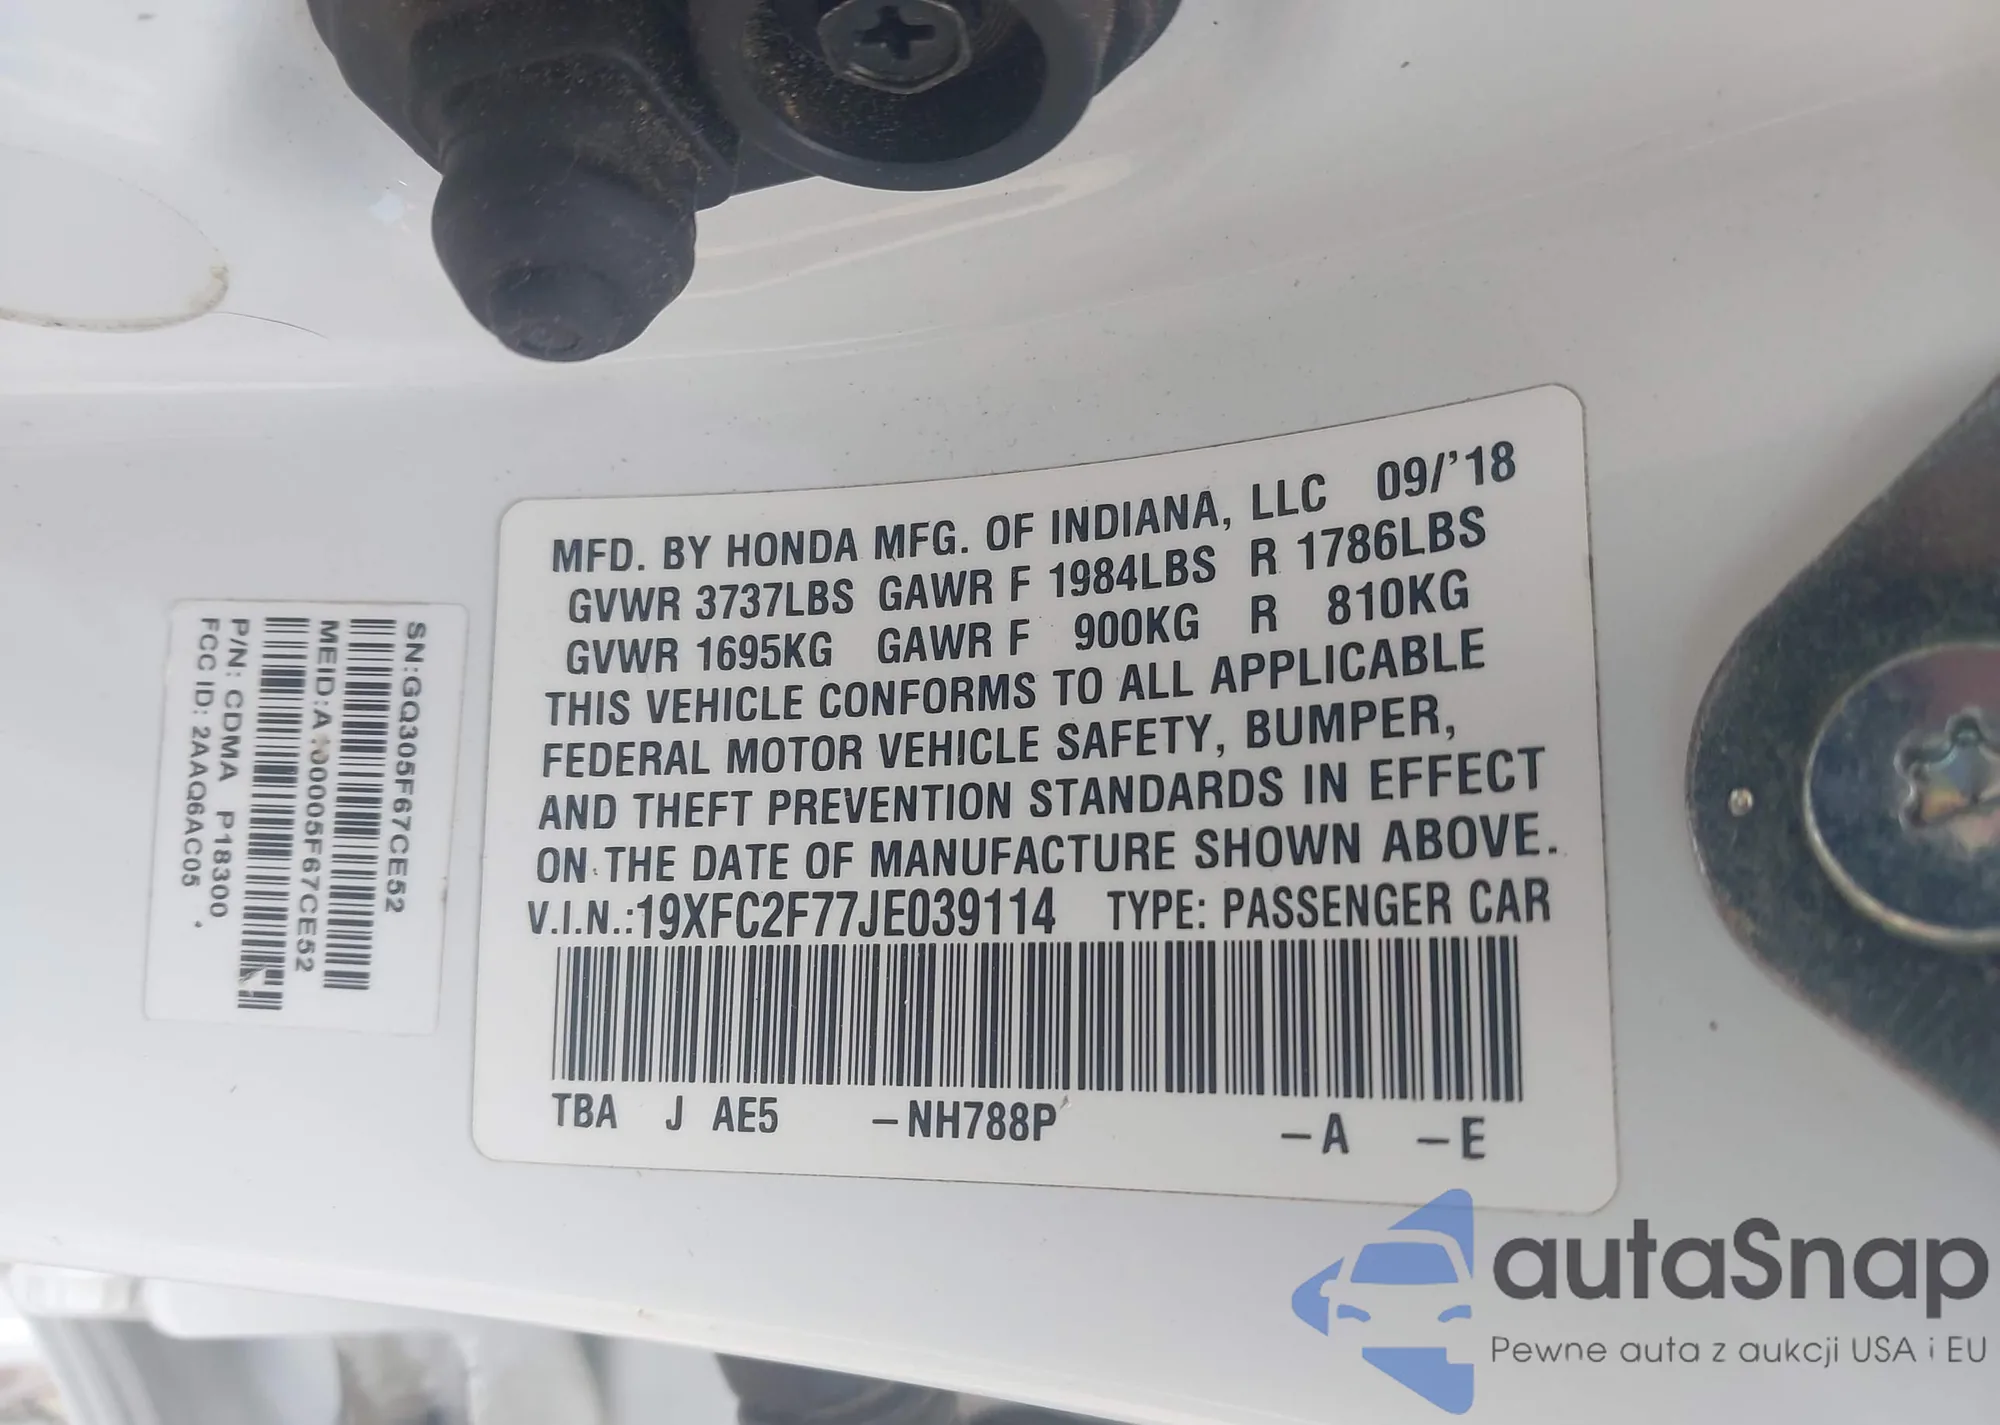 MFD. BY HONDA MFG. OF INDIANA, LLC 09/'18
GVWR 3737LBS GAWR F 1984LBS R 1786LBS
GVWR 1695KG GAWR F 900KG R 810KG
THIS VEHICLE CONFORMS TO ALL APPLICABLE
FEDERAL MOTOR VEHICLE SAFETY, BUMPER,
AND THEFT PREVENTION STANDARDS IN EFFECT
ON THE DATE OF MANUFACTURE SHOWN ABOVE.
V.I.N.:19XFC2F77JE039114 TYPE: PASSENGER CAR
TBA J AE5 -NH788P -A -E
SN:GQ305F67CE52
MEID:A100005F67CE52
P/N: CDMA P18300
FCC ID: 2AAQ6AC05
autaSnap
Pewne auta z aukcji USA i EU